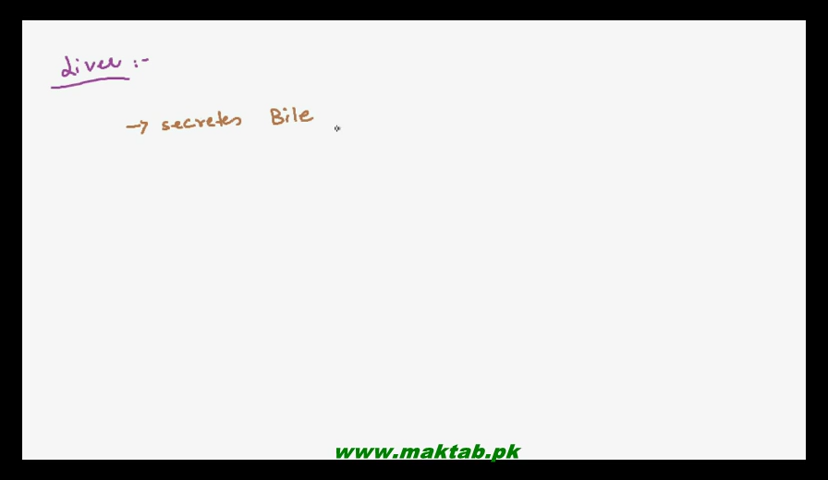 Liver :-
→ secretes Bile
www.maktab.pk